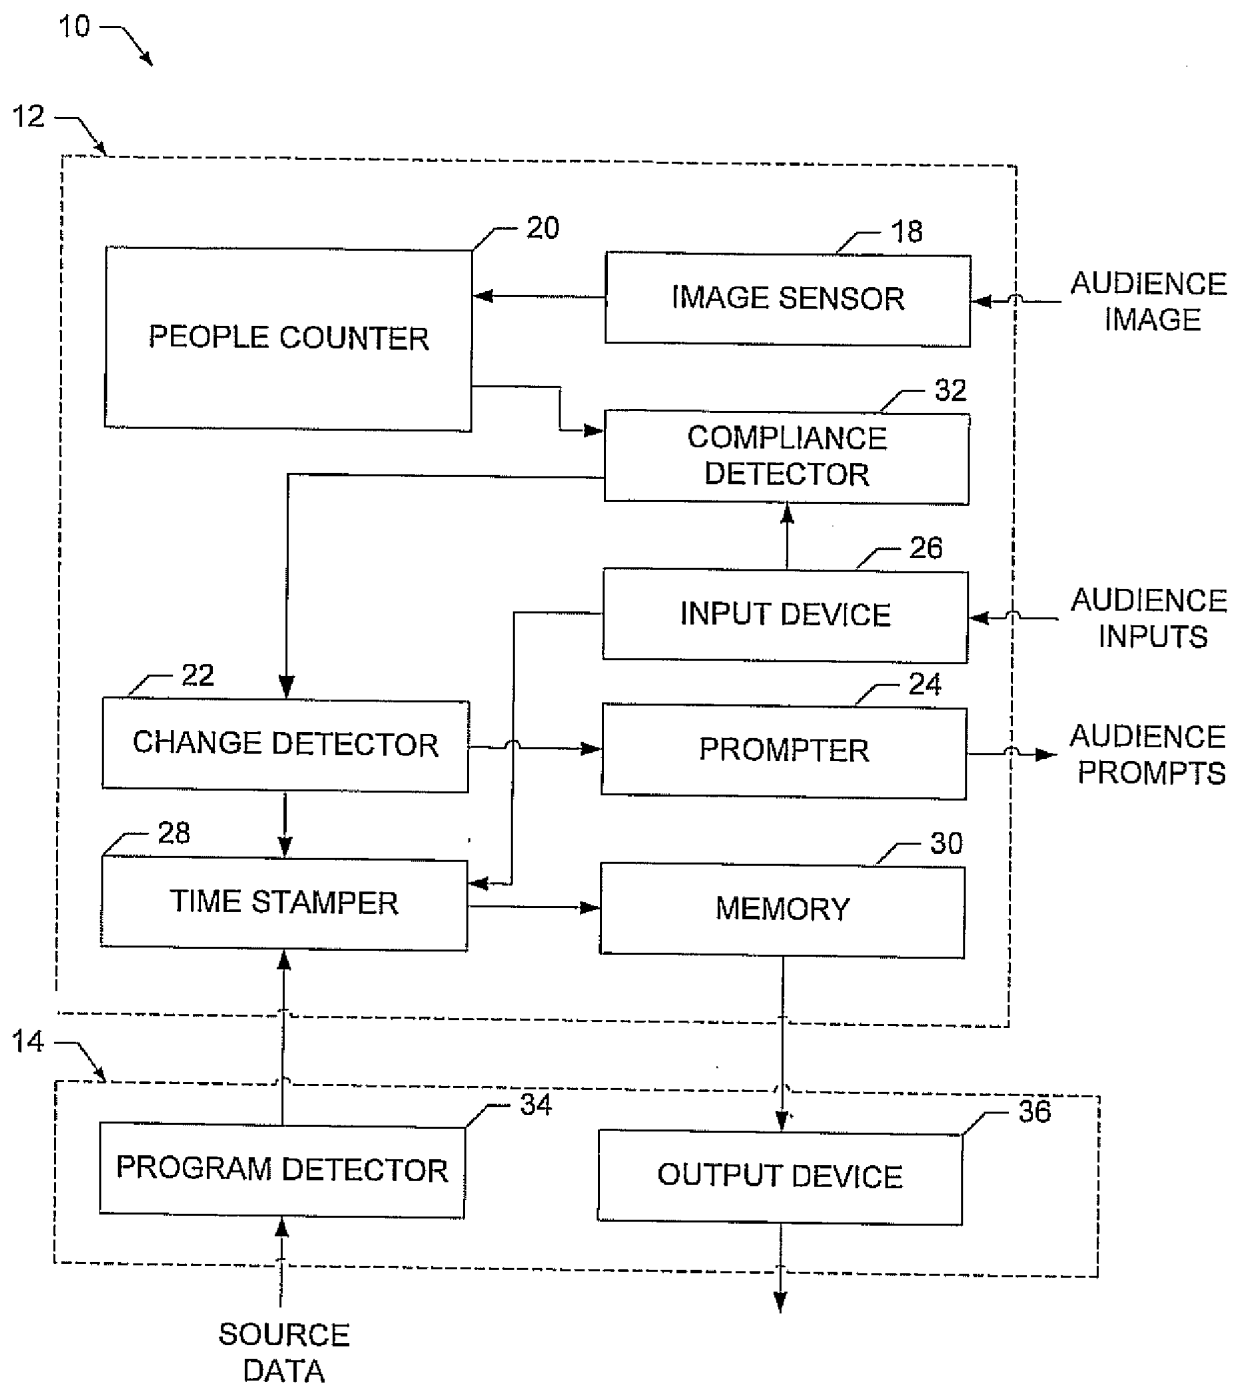 10
12
20
18
PEOPLE COUNTER
IMAGE SENSOR
AUDIENCE
IMAGE
32
COMPLIANCE
DETECTOR
26
INPUT DEVICE
AUDIENCE
INPUTS
22
CHANGE DETECTOR
24
PROMPTER
AUDIENCE
PROMPTS
28
TIME STAMPER
30
MEMORY
14
34
PROGRAM DETECTOR
36
OUTPUT DEVICE
SOURCE
DATA